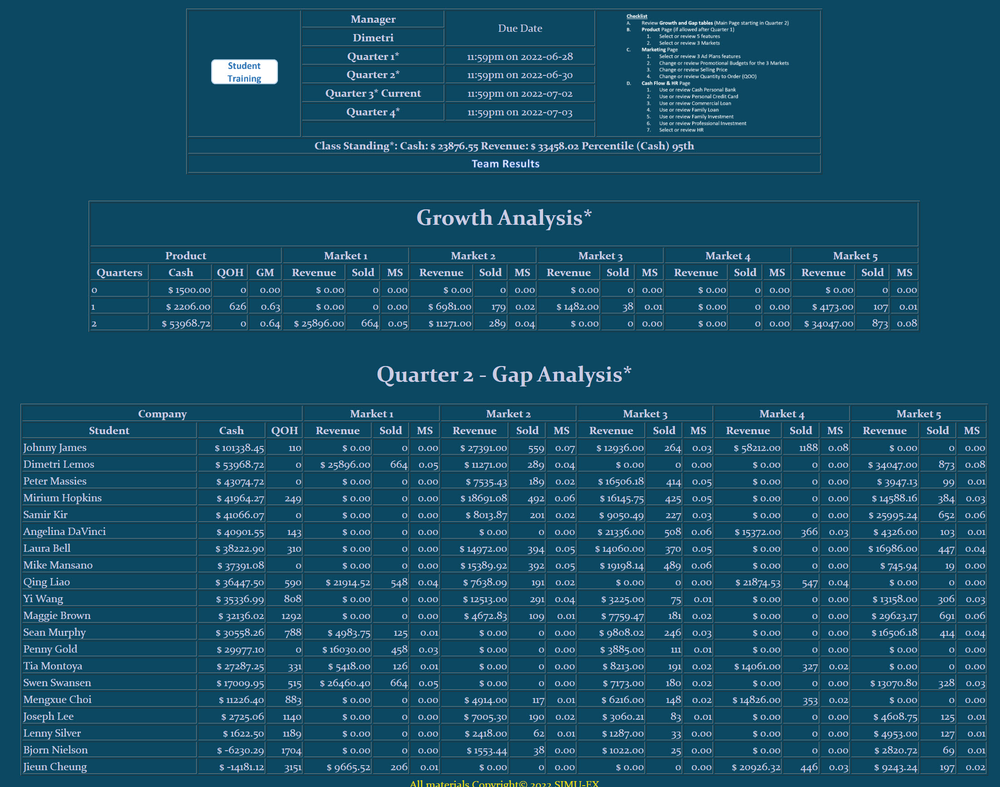 Student
Training
Manager
Due Date
Dimetri
Quarter 1*
11:59pm on 2022-06-28
Quarter 2*
11:59pm on 2022-06-30
Quarter 3* Current
11:59pm on 2022-07-02
Quarter 4*
11:59pm on 2022-07-03
Checklist
A. Review Growth and Gap tables (Main Page starting in Quarter 2)
B. Product Page (if allowed after Quarter 1)
1. Select or review 5 features
2. Select or review 3 Markets
C. Marketing Page
1. Select or review 3 Ad Plans features
2. Change or review Promotional Budgets for the 3 Markets
3. Change or review Selling Price
4. Change or review Quantity to Order (QOO)
D. Cash Flow & HR Page
1. Use or review Cash Personal Bank
2. Use or review Personal Credit Card
3. Use or review Commercial Loan
4. Use or review Family Loan
5. Use or review Family Investment
6. Use or review Professional Investment
7. Select or review HR
Class Standing*: Cash: $ 23876.55 Revenue: $ 33458.02 Percentile (Cash) 95th
Team Results
Growth Analysis*
Product Market 1 Market 2 Market 3 Market 4 Market 5
Quarters Cash QOH GM Revenue Sold MS Revenue Sold MS Revenue Sold MS Revenue Sold MS Revenue Sold MS
0 $ 1500.00 0 0.00 $ 0.00 0 0.00 $ 0.00 0 0.00 $ 0.00 0 0.00 $ 0.00 0 0.00 $ 0.00 0 0.00
1 $ 2206.00 626 0.63 $ 0.00 0 0.00 $ 6981.00 179 0.02 $ 1482.00 38 0.01 $ 0.00 0 0.00 $ 4173.00 107 0.01
2 $ 53968.72 0 0.64 $ 25896.00 664 0.05 $ 11271.00 289 0.04 $ 0.00 0 0.00 $ 0.00 0 0.00 $ 34047.00 873 0.08
Quarter 2 - Gap Analysis*
Company Market 1 Market 2 Market 3 Market 4 Market 5
Student Cash QOH Revenue Sold MS Revenue Sold MS Revenue Sold MS Revenue Sold MS Revenue Sold MS
Johnny James $ 101338.45 110 $ 0.00 0 0.00 $ 27391.00 559 0.07 $ 12936.00 264 0.03 $ 58212.00 1188 0.08 $ 0.00 0 0.00
Dimetri Lemos $ 53968.72 0 $ 25896.00 664 0.05 $ 11271.00 289 0.04 $ 0.00 0 0.00 $ 0.00 0 0.00 $ 34047.00 873 0.08
Peter Massies $ 43074.72 0 $ 0.00 0 0.00 $ 7535.43 189 0.02 $ 16506.18 414 0.05 $ 0.00 0 0.00 $ 3947.13 99 0.01
Mirium Hopkins $ 41964.27 249 $ 0.00 0 0.00 $ 18691.08 492 0.06 $ 16145.75 425 0.05 $ 0.00 0 0.00 $ 14588.16 384 0.03
Samir Kir $ 41066.07 0 $ 0.00 0 0.00 $ 8013.87 201 0.02 $ 9050.49 227 0.03 $ 0.00 0 0.00 $ 25995.24 652 0.06
Angelina DaVinci $ 40901.55 143 $ 0.00 0 0.00 $ 0.00 0 0.00 $ 21336.00 508 0.06 $ 15372.00 366 0.03 $ 4326.00 103 0.01
Laura Bell $ 38222.90 310 $ 0.00 0 0.00 $ 14972.00 394 0.05 $ 14060.00 370 0.05 $ 0.00 0 0.00 $ 16986.00 447 0.04
Mike Mansano $ 37391.08 0 $ 0.00 0 0.00 $ 15389.92 392 0.05 $ 19198.14 489 0.06 $ 0.00 0 0.00 $ 745.94 19 0.00
Qing Liao $ 36447.50 590 $ 21914.52 548 0.04 $ 7638.09 191 0.02 $ 0.00 0 0.00 $ 21874.53 547 0.04 $ 0.00 0 0.00
Yi Wang $ 35336.99 808 $ 0.00 0 0.00 $ 12513.00 291 0.04 $ 3225.00 75 0.01 $ 0.00 0 0.00 $ 13158.00 306 0.03
Maggie Brown $ 32136.02 1292 $ 0.00 0 0.00 $ 4672.83 109 0.01 $ 7759.47 181 0.02 $ 0.00 0 0.00 $ 29623.17 691 0.06
Sean Murphy $ 30558.26 788 $ 4983.75 125 0.01 $ 0.00 0 0.00 $ 9808.02 246 0.03 $ 0.00 0 0.00 $ 16506.18 414 0.04
Penny Gold $ 29977.10 0 $ 16030.00 458 0.03 $ 0.00 0 0.00 $ 3885.00 111 0.01 $ 0.00 0 0.00 $ 0.00 0 0.00
Tia Montoya $ 27287.25 331 $ 5418.00 126 0.01 $ 0.00 0 0.00 $ 8213.00 191 0.02 $ 14061.00 327 0.02 $ 0.00 0 0.00
Swen Swansen $ 17009.95 515 $ 26460.40 664 0.05 $ 0.00 0 0.00 $ 7173.00 180 0.02 $ 0.00 0 0.00 $ 13070.80 328 0.03
Mengxue Choi $ 11226.40 883 $ 0.00 0 0.00 $ 4914.00 117 0.01 $ 6216.00 148 0.02 $ 14826.00 353 0.02 $ 0.00 0 0.00
Joseph Lee $ 2725.06 1140 $ 0.00 0 0.00 $ 7005.30 190 0.02 $ 3060.21 83 0.01 $ 0.00 0 0.00 $ 4608.75 125 0.01
Lenny Silver $ 1622.50 1189 $ 0.00 0 0.00 $ 2418.00 62 0.01 $ 1287.00 33 0.00 $ 0.00 0 0.00 $ 4953.00 127 0.01
Bjorn Nielson $ -6230.29 1704 $ 0.00 0 0.00 $ 1553.44 38 0.00 $ 1022.00 25 0.00 $ 0.00 0 0.00 $ 2820.72 69 0.01
Jieun Cheung $ -14181.12 3151 $ 9665.52 206 0.01 $ 0.00 0 0.00 $ 0.00 0 0.00 $ 20926.32 446 0.03 $ 9243.24 197 0.02
All materials Copyright© 2022 SIMU-EX